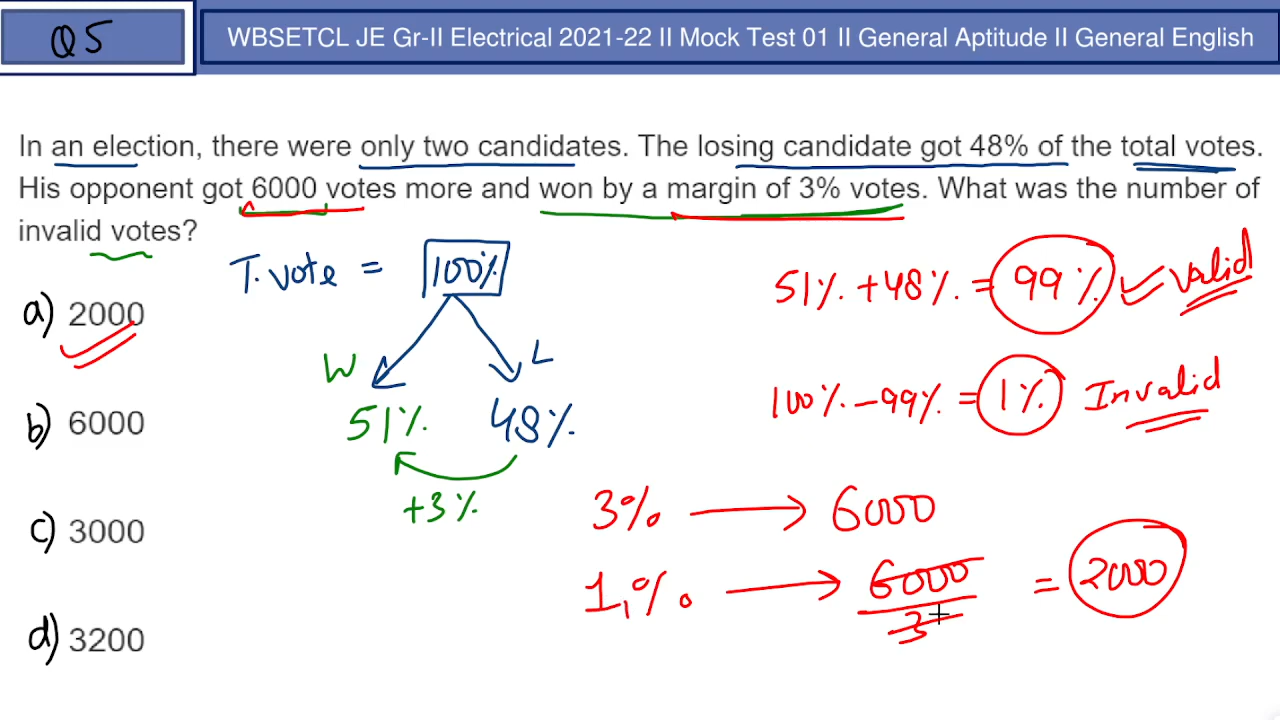 Q5
WBSETCL JE Gr-II Electrical 2021-22 II Mock Test 01 II General Aptitude II General English
In an election, there were only two candidates. The losing candidate got 48% of the total votes.
His opponent got 6000 votes more and won by a margin of 3% votes. What was the number of
invalid votes?
T. vote = 100%
51% + 48% = 99% Valid
a) 2000
W L
100% - 99% = 1% Invalid
b) 6000
51% 48%
+3%
3% → 6000
c) 3000
1% → 6000/3 = 2000
d) 3200